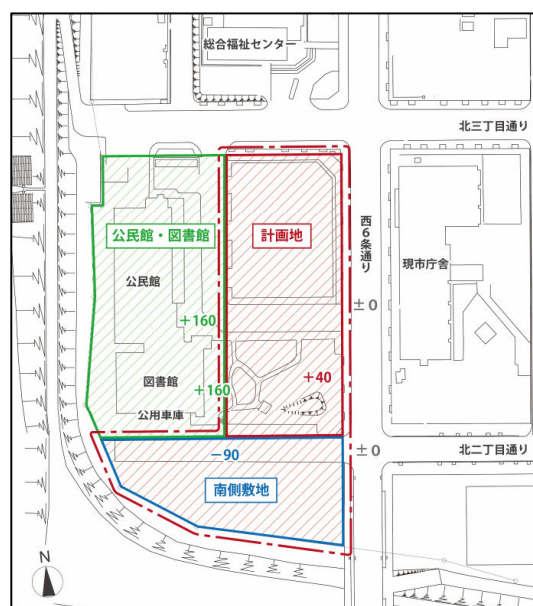 総合福祉センター
北三丁目通り
公民館・図書館
計画地
西6条通り
公民館
現市庁舎
+160
±0
図書館
+160
+40
公用車庫
±0
北二丁目通り
−90
南側敷地
N